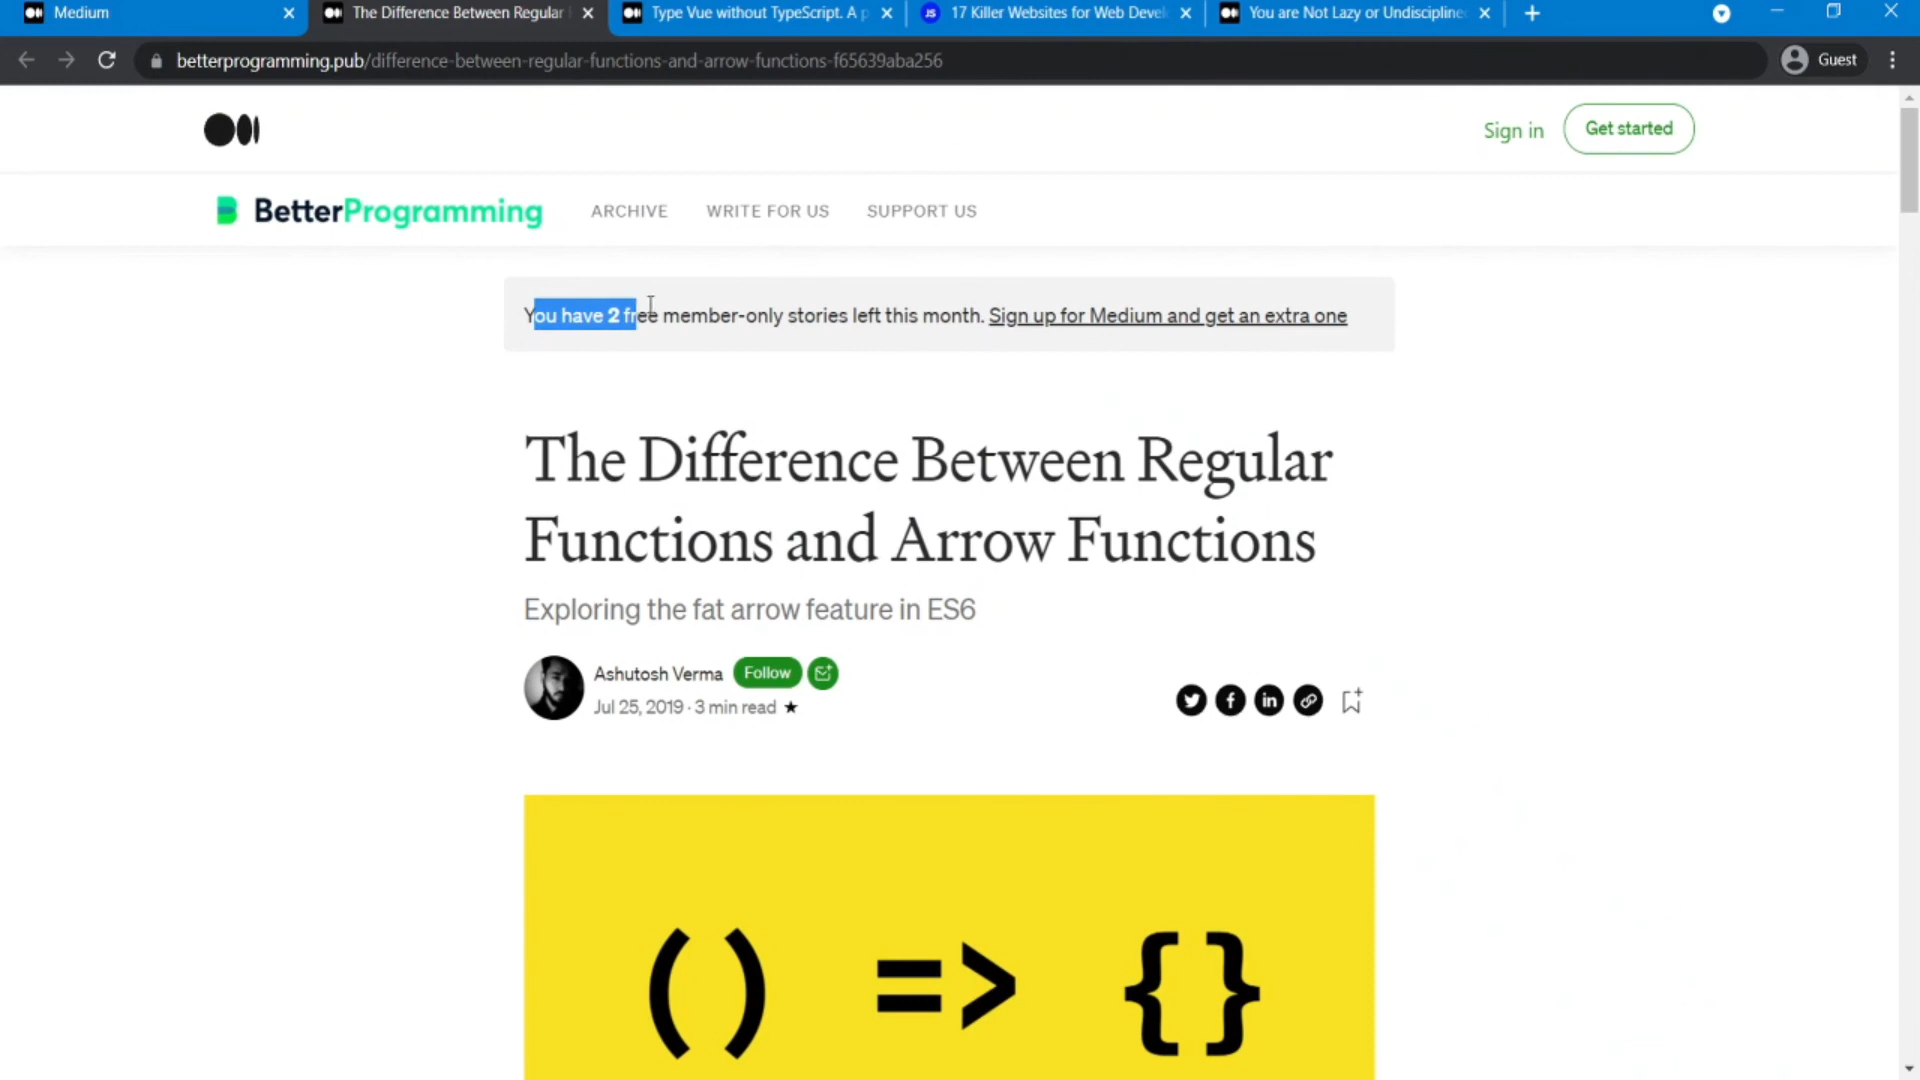 Medium
The Difference Between Regular
Type Vue without TypeScript. A p
JS
17 Killer Websites for Web Devel
You are Not Lazy or Undiscipline
betterprogramming.pub/difference-between-regular-functions-and-arrow-functions-f65639aba256
Guest
Sign in
Get started
BetterProgramming
ARCHIVE
WRITE FOR US
SUPPORT US
You have 2 free member-only stories left this month. Sign up for Medium and get an extra one
The Difference Between Regular
Functions and Arrow Functions
Exploring the fat arrow feature in ES6
Ashutosh Verma
Follow
Jul 25, 2019 · 3 min read ★
() => {}